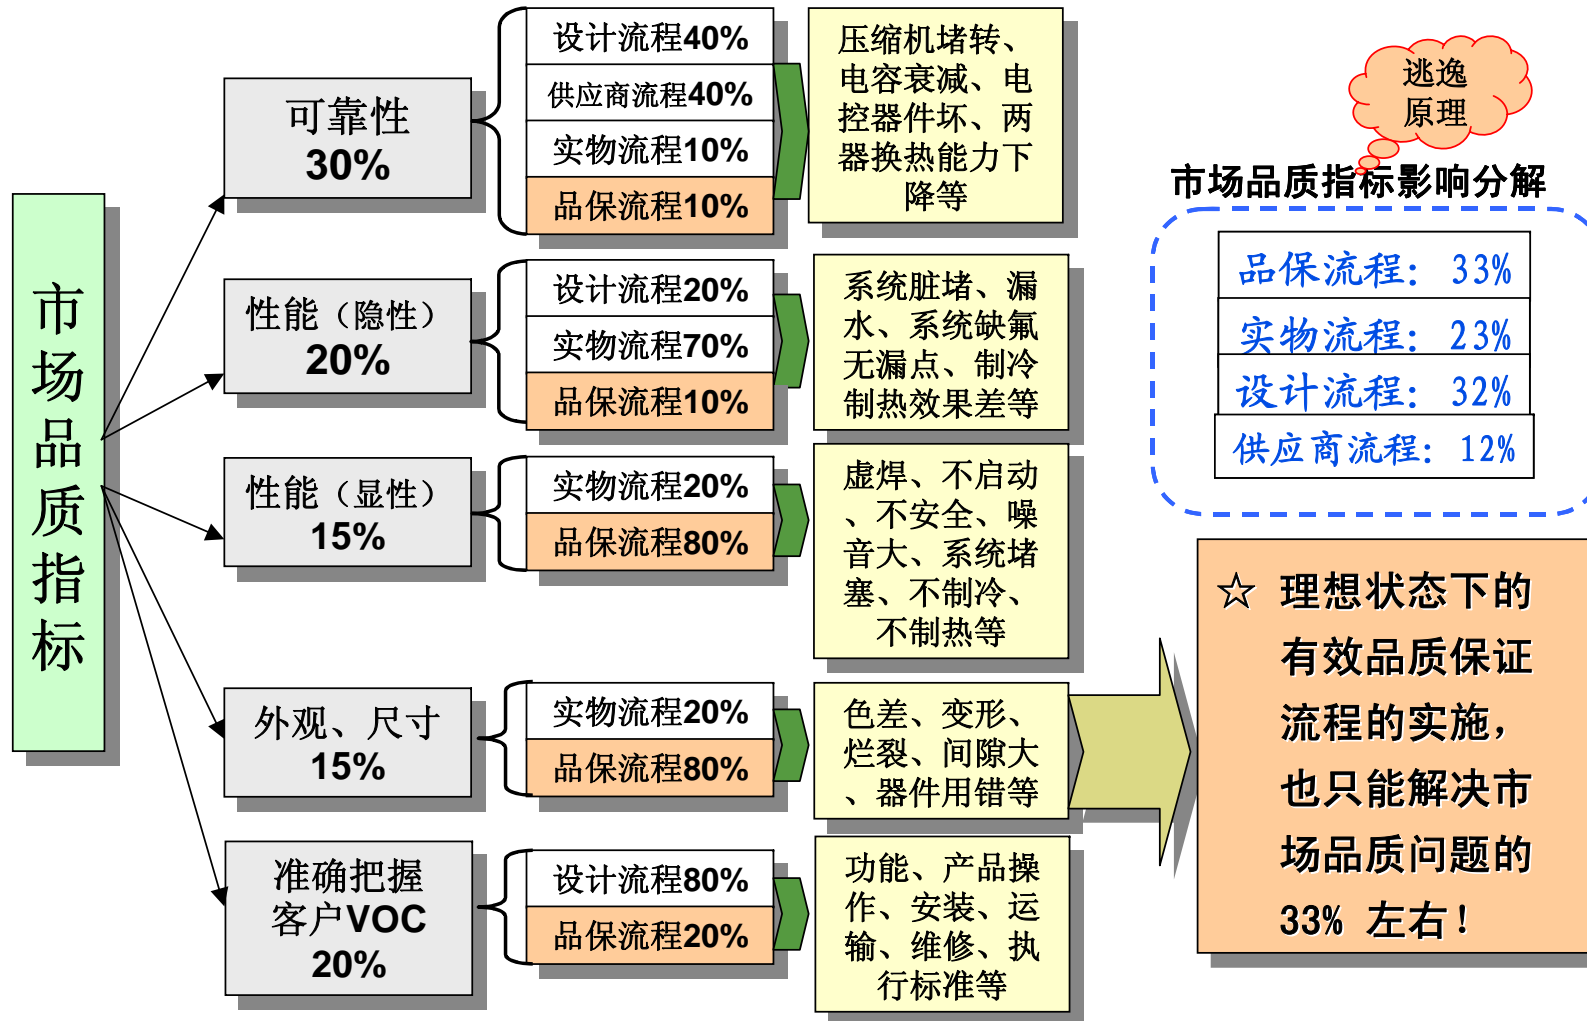 市
场
品
质
指
标
可靠性
30%
设计流程40%
供应商流程40%
实物流程10%
品保流程10%
压缩机堵转、
电容衰减、电
控器件坏、两
器换热能力下
降等
性能（隐性）
20%
设计流程20%
实物流程70%
品保流程10%
系统脏堵、漏
水、系统缺氟
无漏点、制冷
制热效果差等
性能（显性）
15%
实物流程20%
品保流程80%
虚焊、不启动
、不安全、噪
音大、系统堵
塞、不制冷、
不制热等
外观、尺寸
15%
实物流程20%
品保流程80%
色差、变形、
烂裂、间隙大
、器件用错等
准确把握
客户VOC
20%
设计流程80%
品保流程20%
功能、产品操
作、安装、运
输、维修、执
行标准等
逃逸
原理
市场品质指标影响分解
品保流程：33%
实物流程：23%
设计流程：32%
供应商流程：12%
☆ 理想状态下的
有效品质保证
流程的实施，
也只能解决市
场品质问题的
33% 左右！